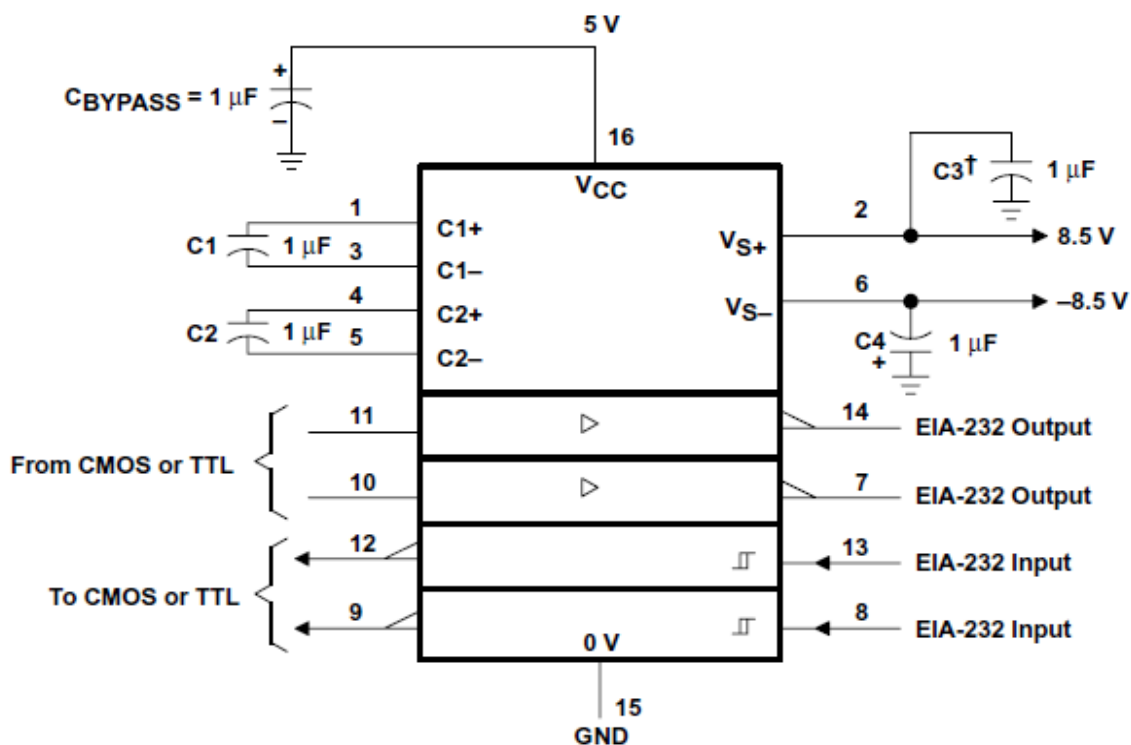 5 V
+
CBYPASS = 1 μF
–
16
VCC
C3† 1 μF
1
2
C1+
C1 1 μF
VS+
8.5 V
3
C1–
4
6
C2+
VS–
–8.5 V
C2 1 μF
5
C4 1 μF
+
C2–
11
14
EIA-232 Output
From CMOS or TTL
10
7
EIA-232 Output
12
13
EIA-232 Input
To CMOS or TTL
9
8
EIA-232 Input
0 V
15
GND